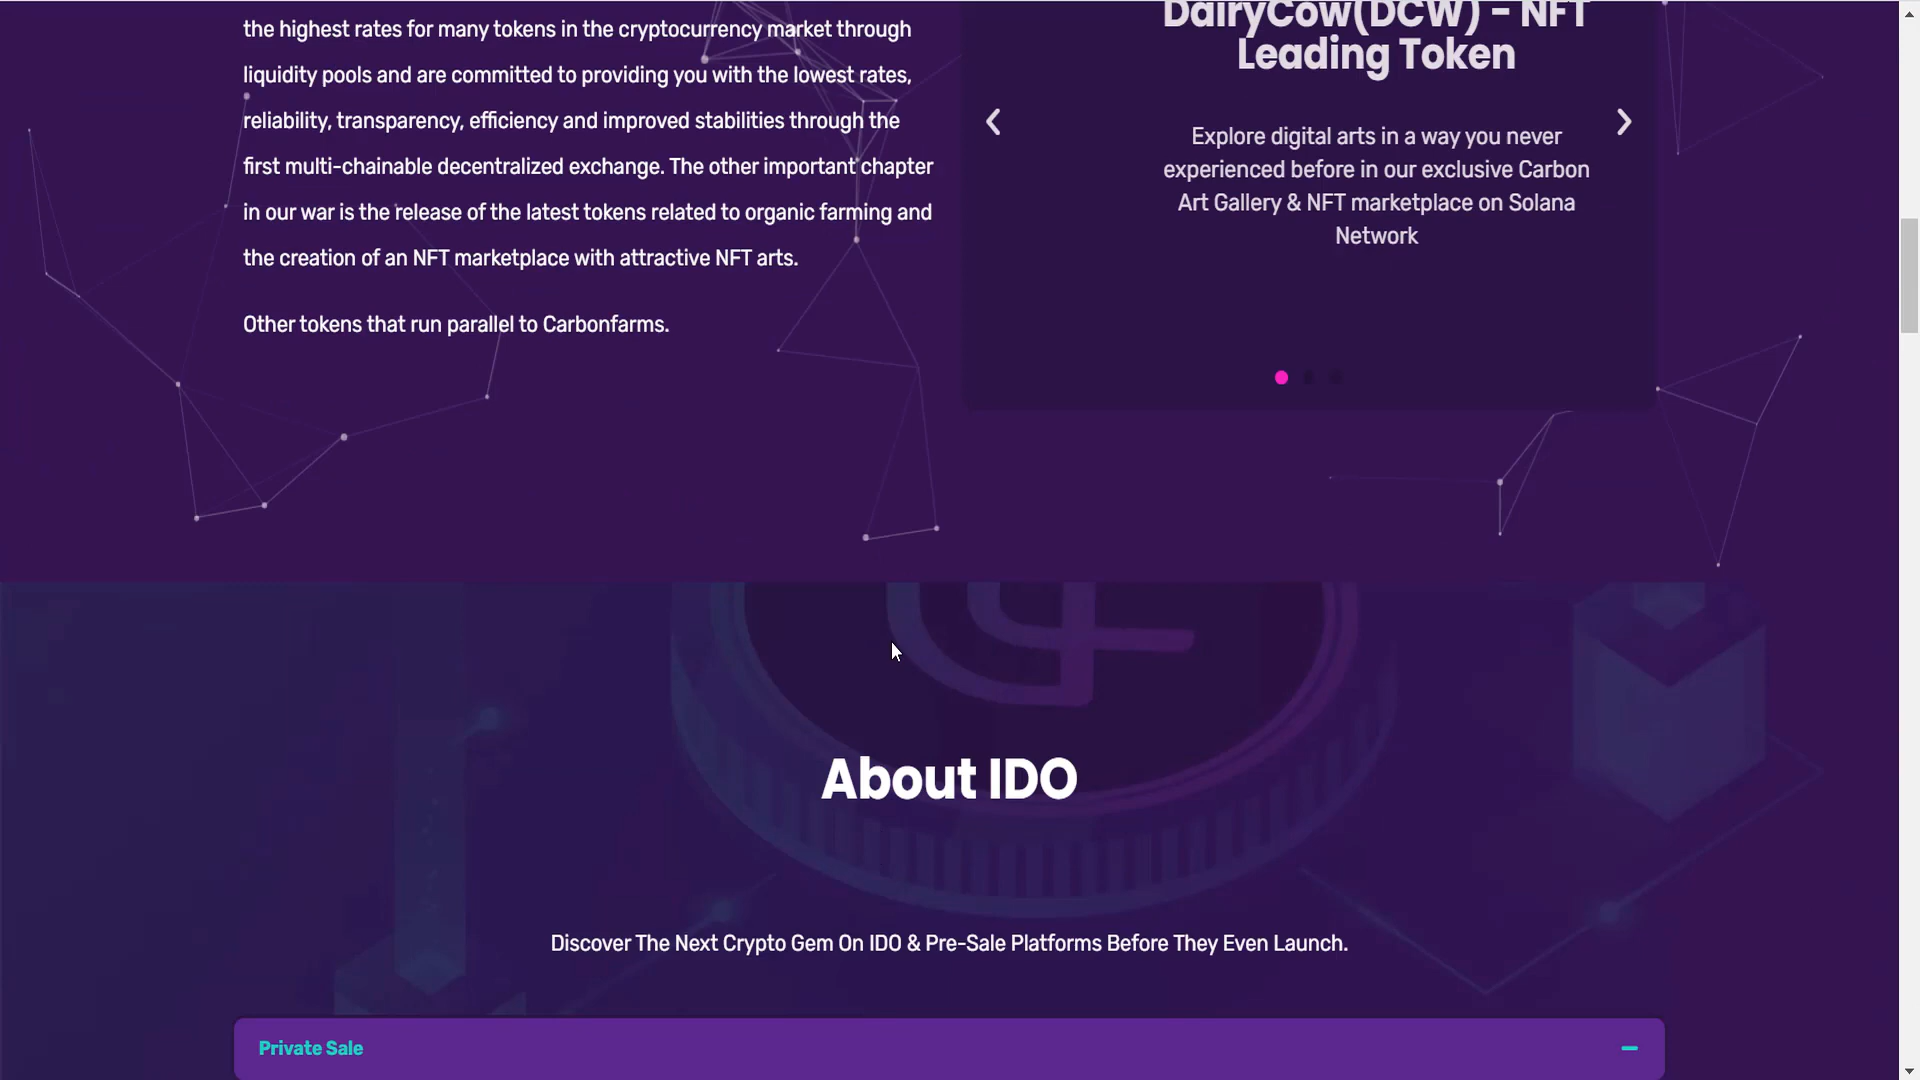 the highest rates for many tokens in the cryptocurrency market through
liquidity pools and are committed to providing you with the lowest rates,
reliability, transparency, efficiency and improved stabilities through the
first multi-chainable decentralized exchange. The other important chapter
in our war is the release of the latest tokens related to organic farming and
the creation of an NFT marketplace with attractive NFT arts.
Other tokens that run parallel to Carbonfarms.
DairyCow(DCW) - NFT
Leading Token
Explore digital arts in a way you never
experienced before in our exclusive Carbon
Art Gallery & NFT marketplace on Solana
Network
About IDO
Discover The Next Crypto Gem On IDO & Pre-Sale Platforms Before They Even Launch.
Private Sale